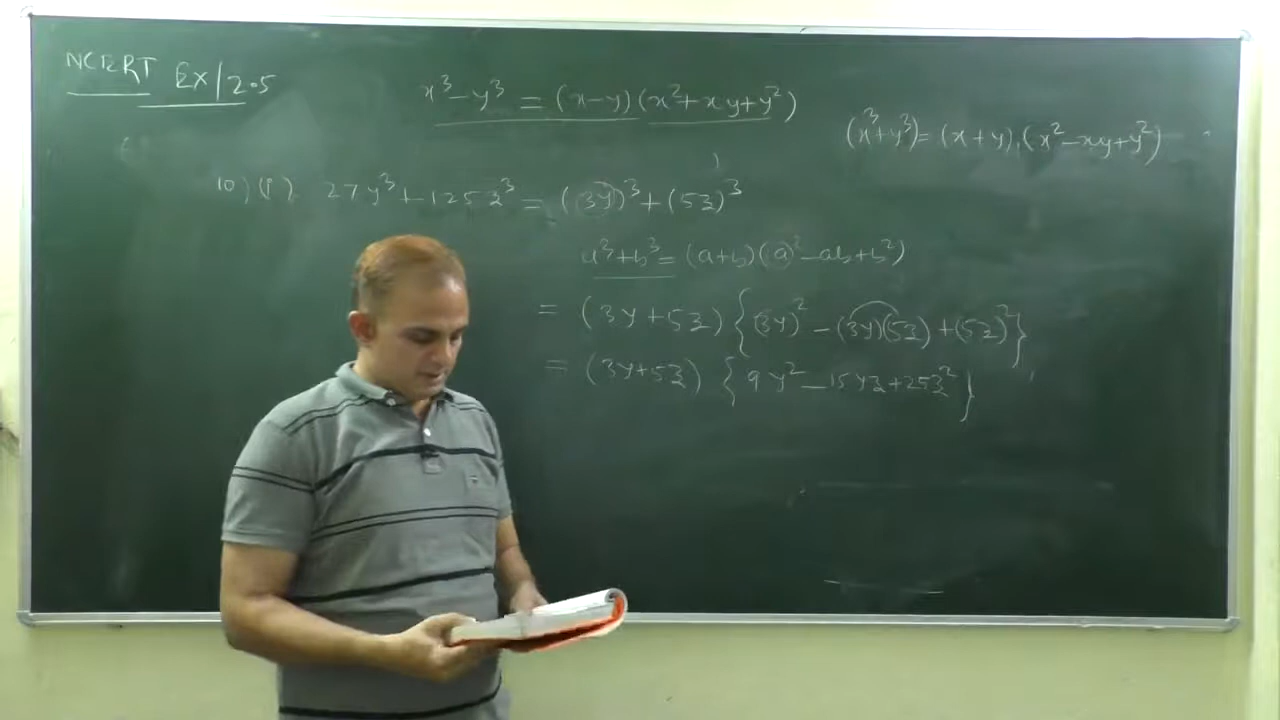 NCERT Ex/2.5
x³-y³ = (x-y)(x²+xy+y²)
(x³+y³)= (x+y).(x²-xy+y²)
10)(i). 27y³+125z³ = (3y)³+(5z)³
a³+b³= (a+b)(a²-ab+b²)
= (3y+5z){(3y)²-(3y)(5z)+(5z)²}
= (3y+5z) {9y²-15yz+25z²}